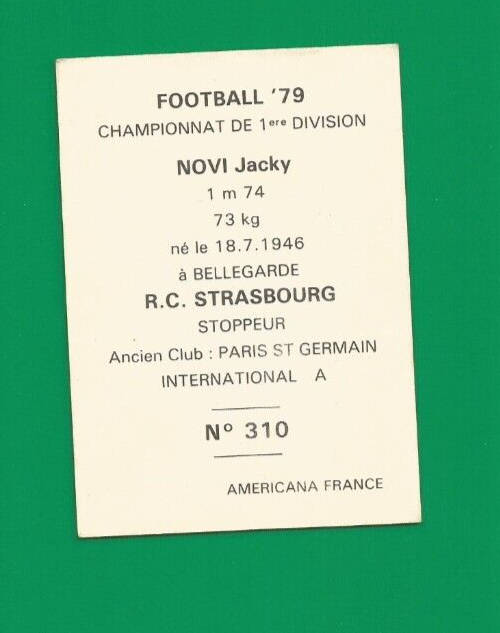 FOOTBALL '79
CHAMPIONNAT DE 1ere DIVISION
NOVI Jacky
1 m 74
73 kg
né le 18.7.1946
à BELLEGARDE
R.C. STRASBOURG
STOPPEUR
Ancien Club : PARIS ST GERMAIN
INTERNATIONAL A
N° 310
AMERICANA FRANCE